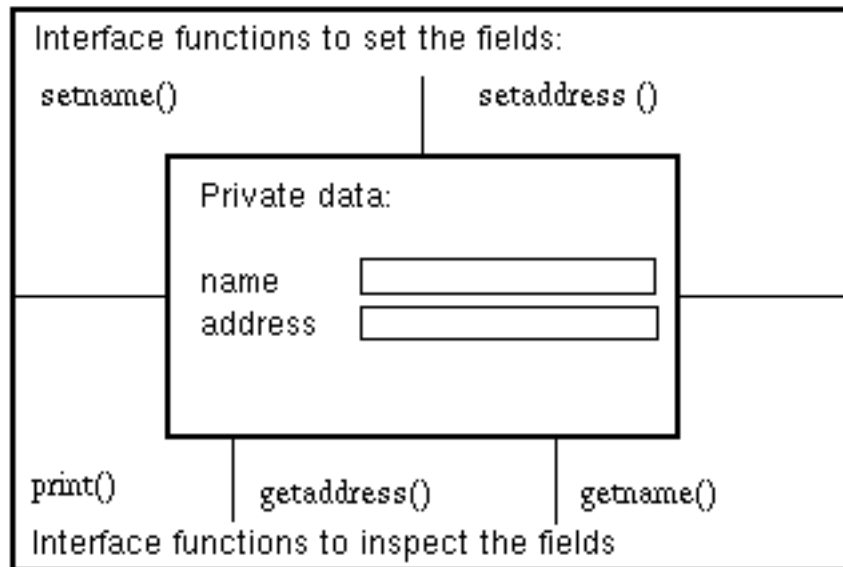 Interface functions to set the fields:
setname() setaddress ()
Private data:
name
address
print() getaddress() getname()
Interface functions to inspect the fields